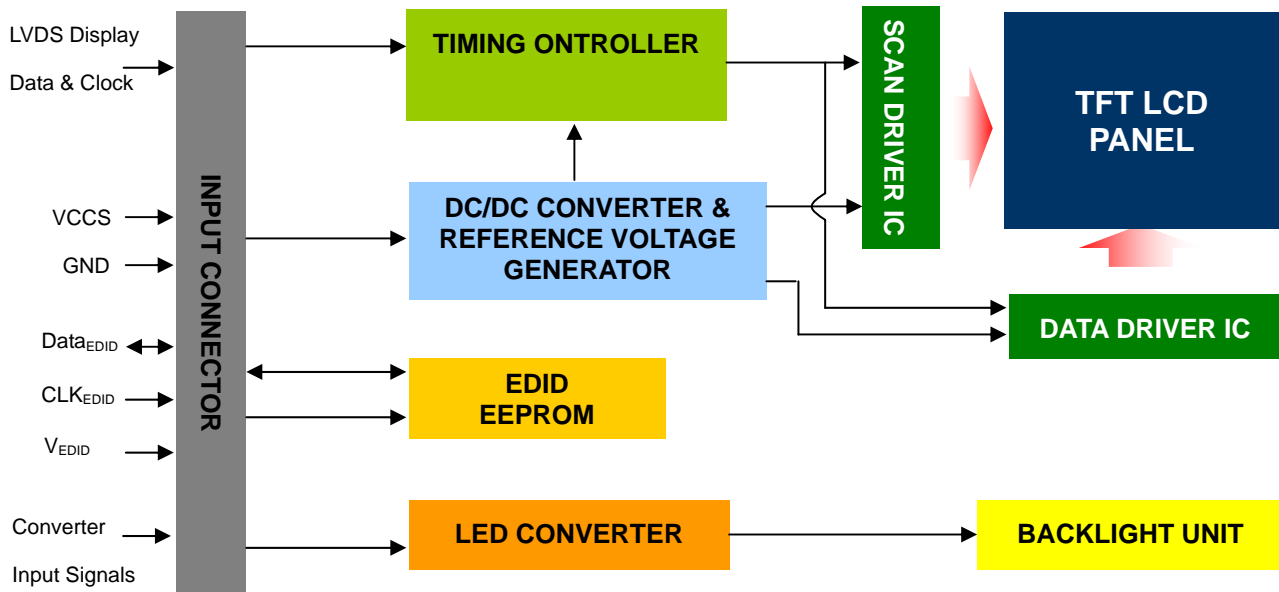 LVDS Display
Data & Clock
VCCS
GND
DataEDID
CLKEDID
VEDID
Converter
Input Signals
INPUT CONNECTOR
TIMING ONTROLLER
DC/DC CONVERTER &
REFERENCE VOLTAGE
GENERATOR
EDID
EEPROM
LED CONVERTER
SCAN DRIVER IC
TFT LCD
PANEL
DATA DRIVER IC
BACKLIGHT UNIT